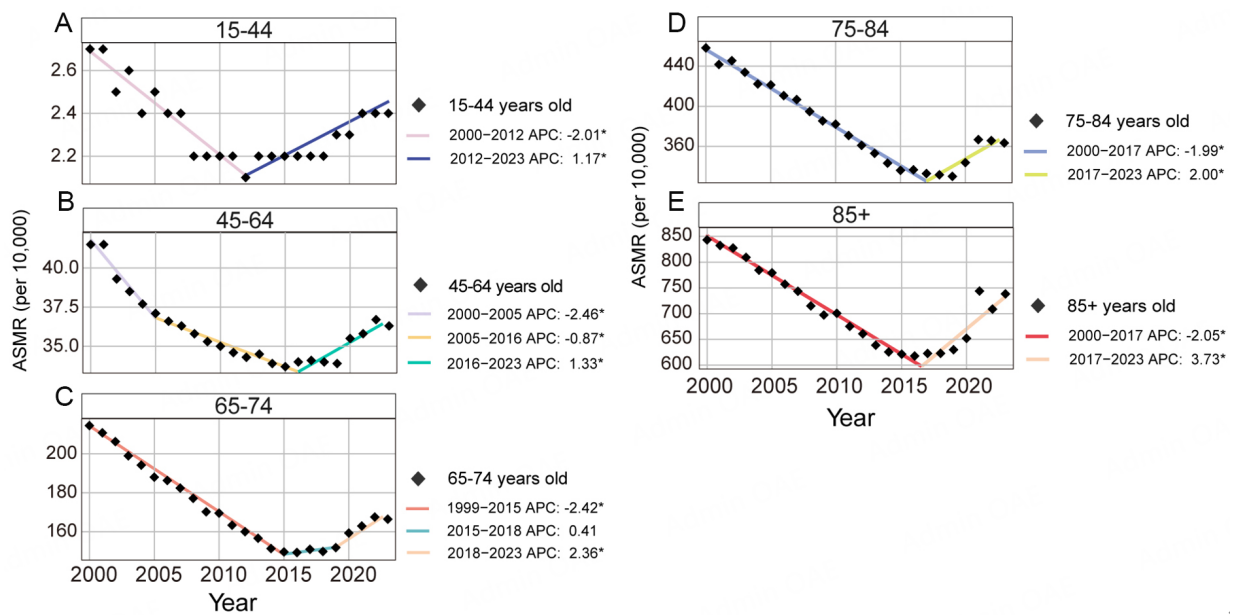 A
15-44
2.6
2.4
2.2
15-44 years old
2000−2012 APC: -2.01*
2012−2023 APC: 1.17*
B
45-64
40.0
37.5
35.0
45-64 years old
2000−2005 APC: -2.46*
2005−2016 APC: -0.87*
2016−2023 APC: 1.33*
ASMR (per 10,000)
C
65-74
200
180
160
65-74 years old
1999−2015 APC: -2.42*
2015−2018 APC: 0.41
2018−2023 APC: 2.36*
2000 2005 2010 2015 2020
Year
D
75-84
440
400
360
75-84 years old
2000−2017 APC: -1.99*
2017−2023 APC: 2.00*
ASMR (per 10,000)
E
85+
850
800
750
700
650
600
85+ years old
2000−2017 APC: -2.05*
2017−2023 APC: 3.73*
2000 2005 2010 2015 2020
Year